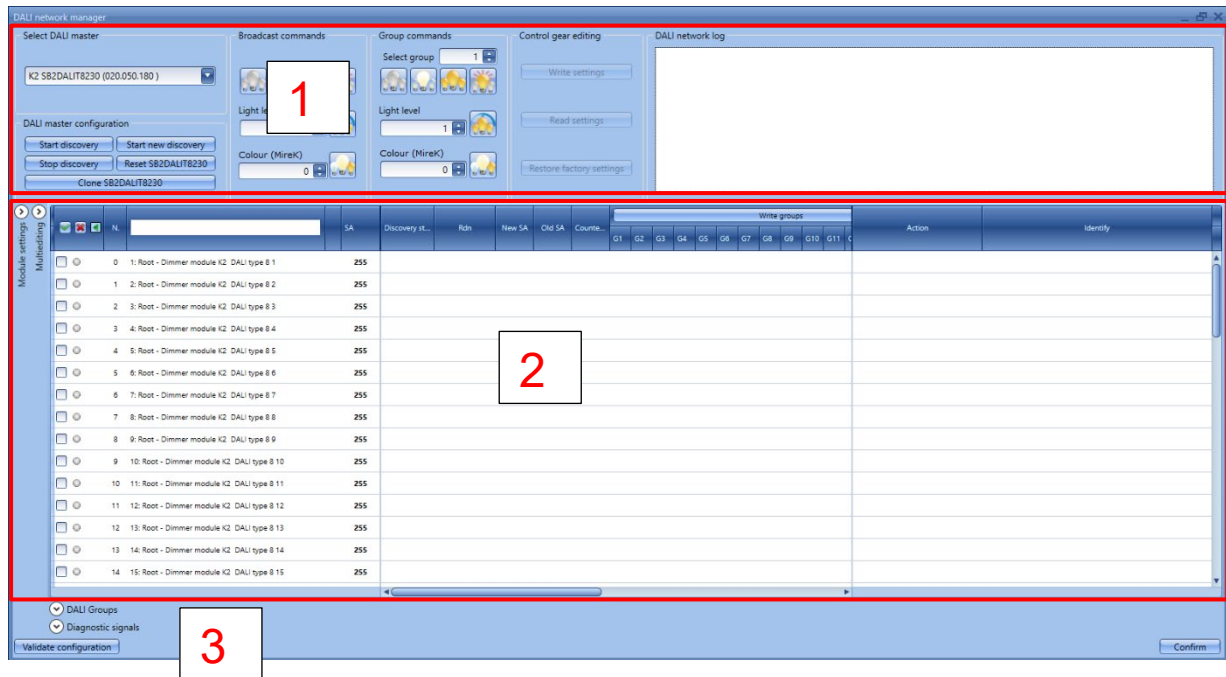 DALI network manager
Select DALI master
Broadcast commands
Group commands
Control gear editing
DALI network log
Select group 1
K2 SB2DALIT8230 (020.050.180 )
Write settings
1
Light le
Light level
1
Read settings
DALI master configuration
Start discovery
Start new discovery
Stop discovery
Reset SB2DALIT8230
Clone SB2DALIT8230
Colour (MireK)
0
Colour (MireK)
0
Restore factory settings
Module settings
Multiediting
N. SA Discovery st... Rdn New SA Old SA Counte... Write groups Action Identify
G1 G2 G3 G4 G5 G6 G7 G8 G9 G10 G11
0 1: Root - Dimmer module K2 DALI type 8 1 255
1 2: Root - Dimmer module K2 DALI type 8 2 255
2 3: Root - Dimmer module K2 DALI type 8 3 255
3 4: Root - Dimmer module K2 DALI type 8 4 255
4 5: Root - Dimmer module K2 DALI type 8 5 255
5 6: Root - Dimmer module K2 DALI type 8 6 255
6 7: Root - Dimmer module K2 DALI type 8 7 255
7 8: Root - Dimmer module K2 DALI type 8 8 255
8 9: Root - Dimmer module K2 DALI type 8 9 255
9 10: Root - Dimmer module K2 DALI type 8 10 255
10 11: Root - Dimmer module K2 DALI type 8 11 255
11 12: Root - Dimmer module K2 DALI type 8 12 255
12 13: Root - Dimmer module K2 DALI type 8 13 255
13 14: Root - Dimmer module K2 DALI type 8 14 255
14 15: Root - Dimmer module K2 DALI type 8 15 255
2
DALI Groups
Diagnostic signals
3
Validate configuration
Confirm